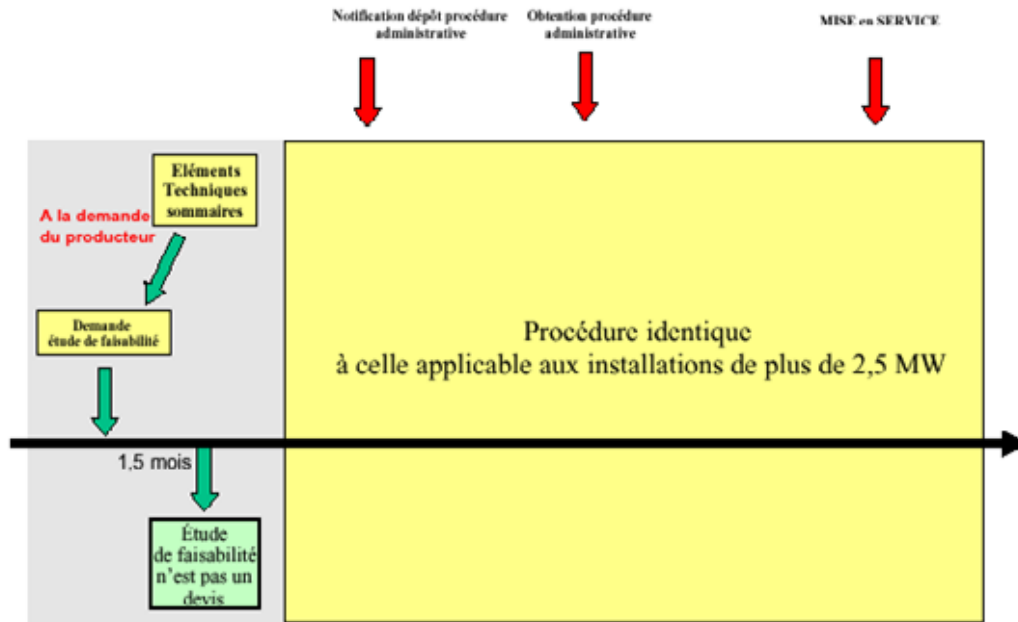 Notification dépôt procédure
administrative
Obtention procédure
administrative
MISE en SERVICE
Eléments
Techniques
sommaires
A la demande
du producteur
Demande
étude de faisabilité
Procédure identique
à celle applicable aux installations de plus de 2,5 MW
1,5 mois
Étude
de faisabilité
n'est pas un
devis